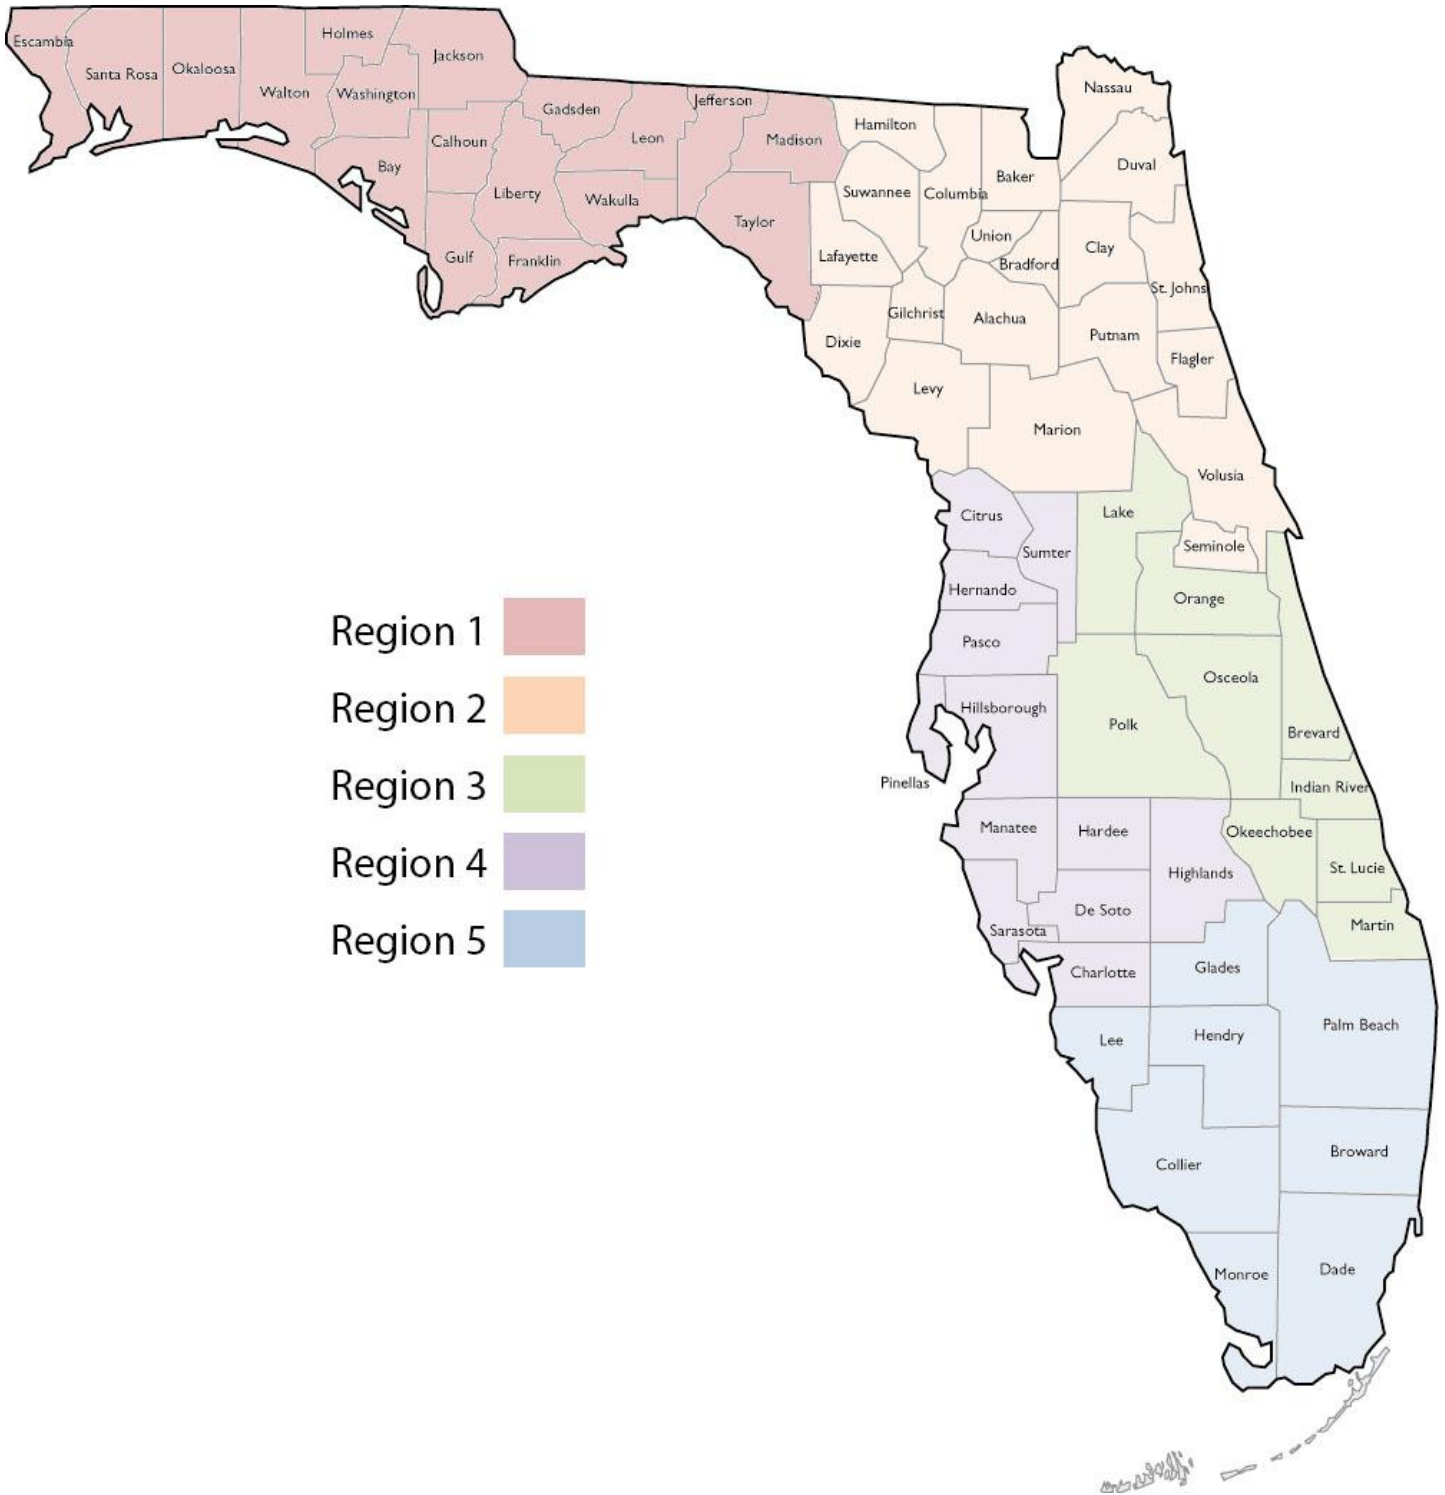 Escambia
Santa Rosa
Okaloosa
Walton
Holmes
Washington
Jackson
Bay
Calhoun
Gulf
Gadsden
Liberty
Franklin
Leon
Wakulla
Jefferson
Madison
Taylor
Hamilton
Suwannee
Lafayette
Columbia
Baker
Nassau
Duval
Union
Bradford
Clay
St. Johns
Dixie
Gilchrist
Alachua
Putnam
Flagler
Levy
Marion
Volusia
Citrus
Sumter
Lake
Seminole
Hernando
Orange
Pasco
Osceola
Hillsborough
Polk
Brevard
Pinellas
Indian River
Manatee
Hardee
Okeechobee
Highlands
St. Lucie
De Soto
Sarasota
Martin
Charlotte
Glades
Lee
Hendry
Palm Beach
Collier
Broward
Monroe
Dade
Region 1
Region 2
Region 3
Region 4
Region 5